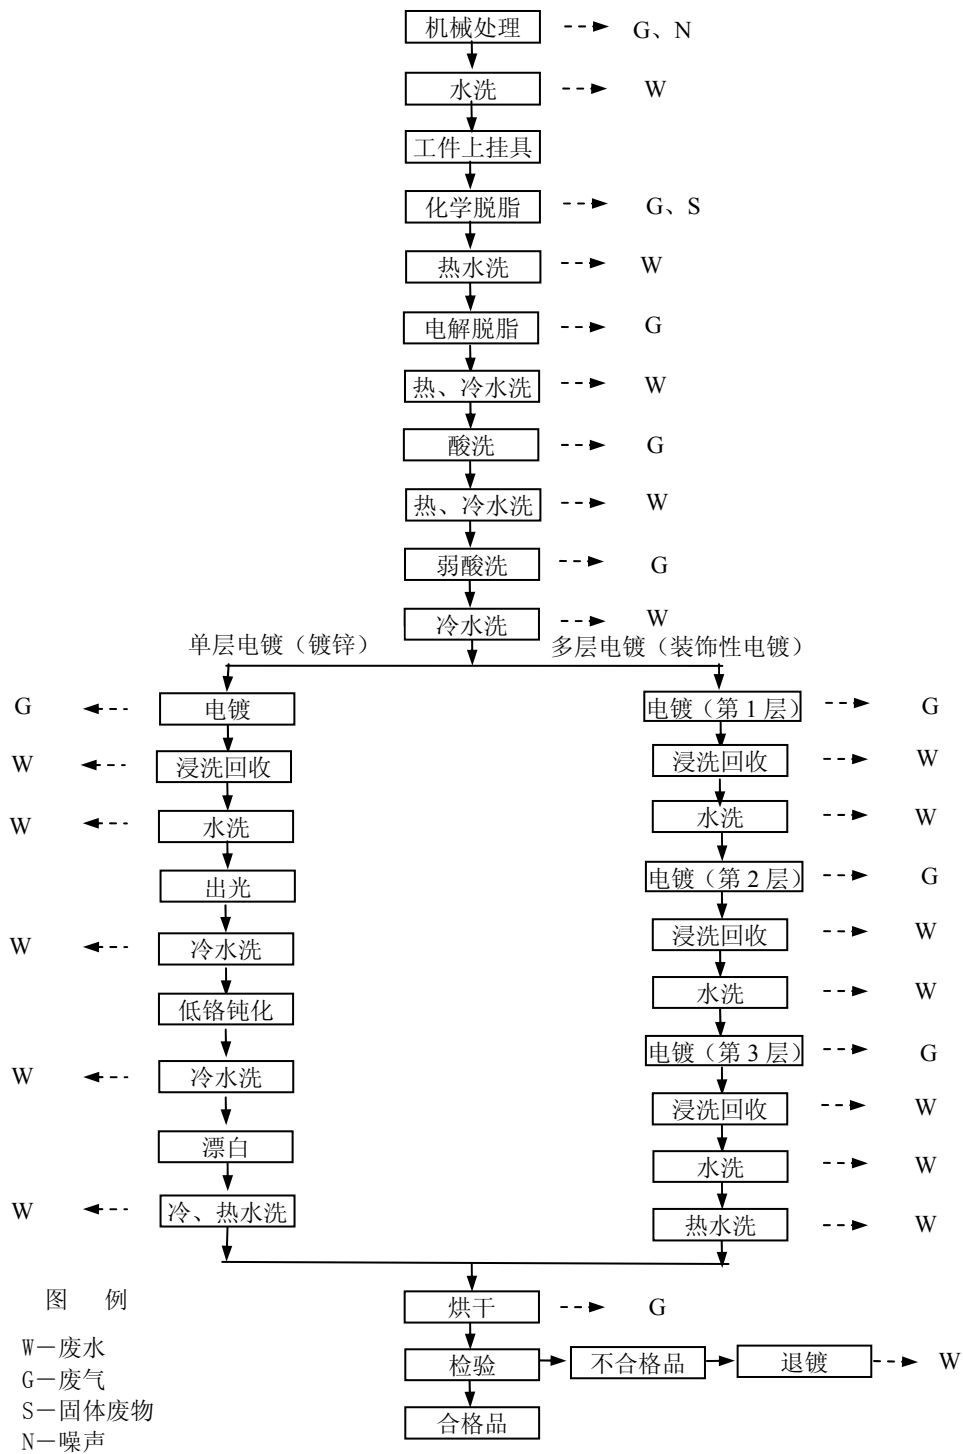 机械处理 G、N
水洗 W
工件上挂具
化学脱脂 G、S
热水洗 W
电解脱脂 G
热、冷水洗 W
酸洗 G
热、冷水洗 W
弱酸洗 G
冷水洗 W
单层电镀（镀锌） 多层电镀（装饰性电镀）
G 电镀
W 浸洗回收
W 水洗
出光
W 冷水洗
低铬钝化
W 冷水洗
漂白
W 冷、热水洗
电镀（第 1 层） G
浸洗回收 W
水洗 W
电镀（第 2 层） G
浸洗回收 W
水洗 W
电镀（第 3 层） G
浸洗回收 W
水洗 W
热水洗 W
烘干 G
检验 不合格品 退镀 W
合格品
图 例
W－废水
G－废气
S－固体废物
N－噪声